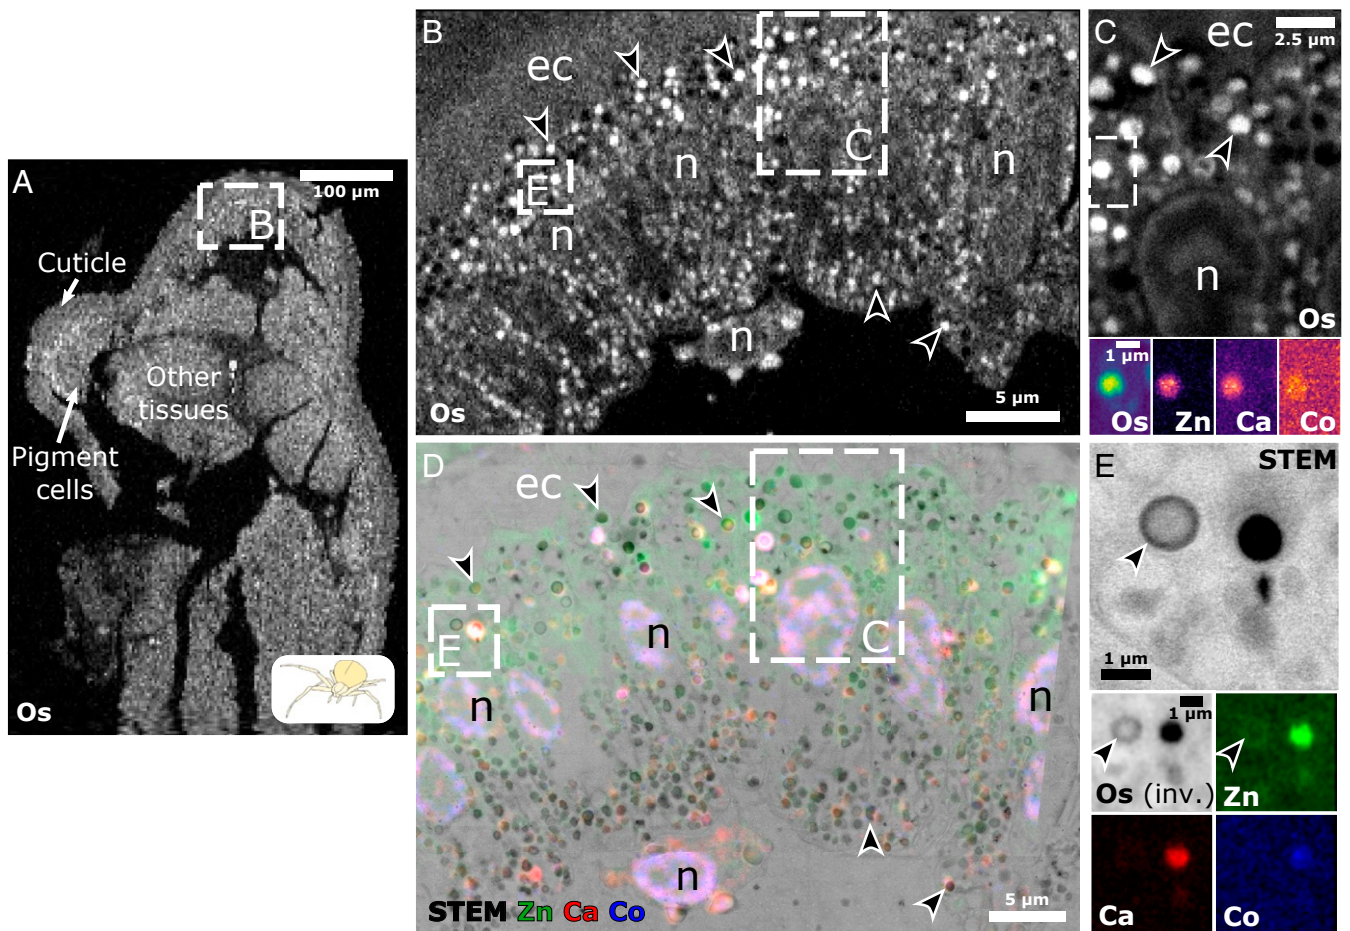 A
100 µm
B
Cuticle
Other
tissues
Pigment
cells
Os
B
ec
E
n
n
C
n
n
Os
5 µm
C
ec
2.5 µm
n
Os
1 µm
Os
Zn
Ca
Co
D
ec
C
E
n
n
n
n
STEM Zn Ca Co
5 µm
E
STEM
1 µm
1 µm
Os (inv.)
Zn
Ca
Co